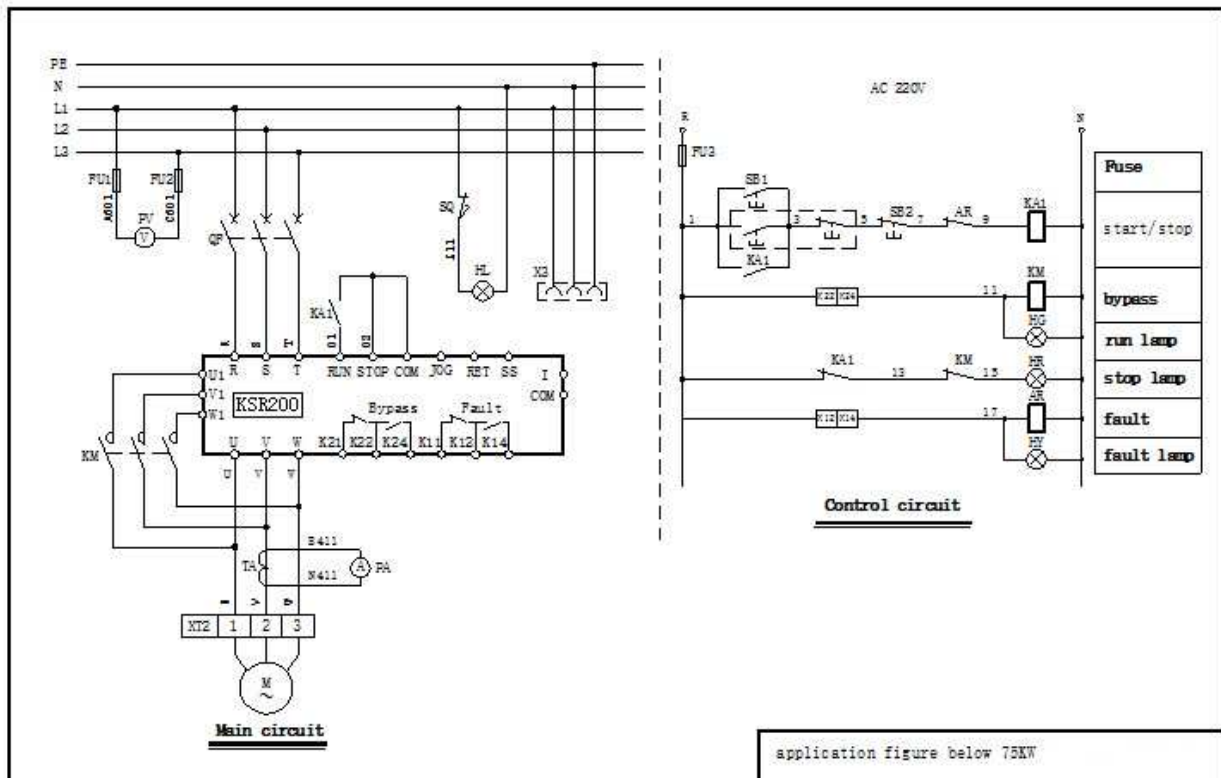 PE
N
L1
L2
L3
FU1
FU2
A601
C601
PV
V
QF
SQ
HL
X3
KA1
01
02
R
S
T
R S T RUN STOP COM JOG RET SS I
COM
U1
V1
W1
KSR200
Bypass
Fault
K21 K22 K24 K11 K12 K14
U V W
KM
U
V
TA
B411
N411
A
PA
XT2 1 2 3
M
~
Main circuit
AC 220V
R
N
FU3
SB1
1
3
5
SB2
7
AR
9
KA1
KA1
K22 K24
11
KM
HG
KA1
13
KM
15
HR
K12 K14
17
AR
HY
Control circuit
Fuse
start/stop
bypass
run lamp
stop lamp
fault
fault lamp
application figure below 75KW